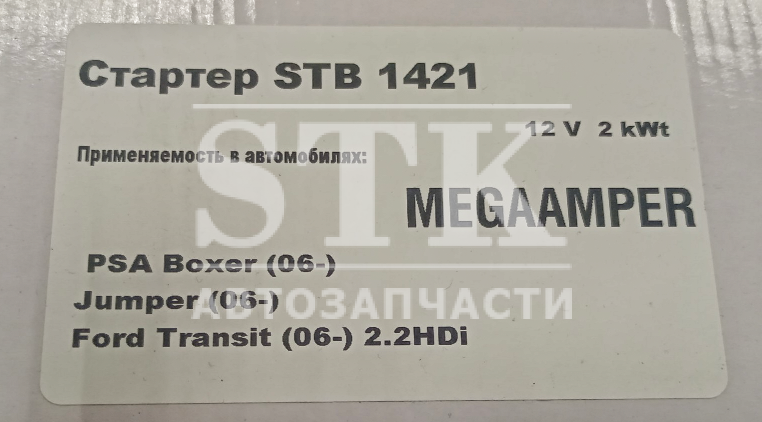 Стартер STB 1421
12 V 2 kWt
Применяемость в автомобилях:
MEGAAMPER
PSA Boxer (06-)
Jumper (06-)
Ford Transit (06-) 2.2HDi
STK
АВТОЗАПЧАСТИ